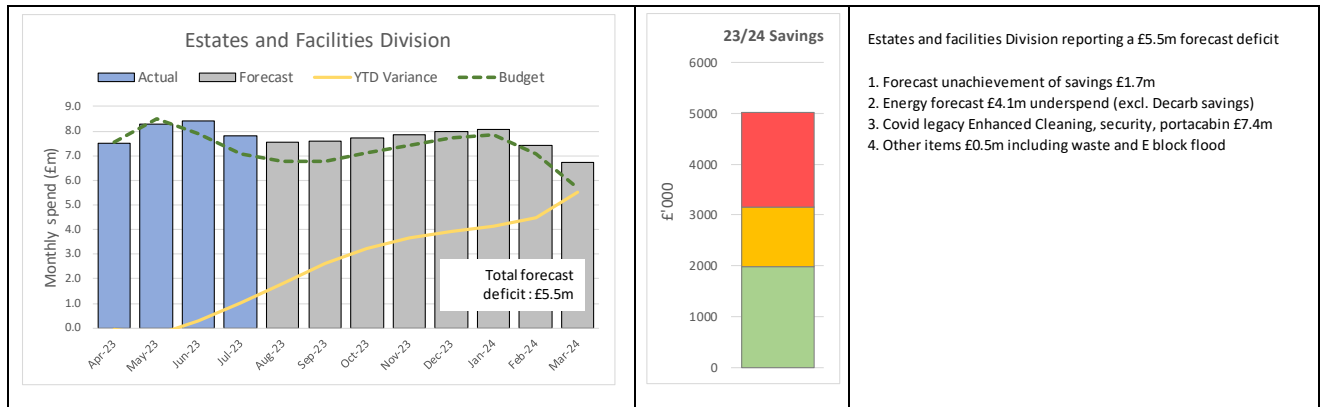 Estates and Facilities Division
Actual
Forecast
YTD Variance
Budget
Monthly spend (£m)
9.0
8.0
7.0
6.0
5.0
4.0
3.0
2.0
1.0
0.0
Total forecast
deficit : £5.5m
Apr-23
May-23
Jun-23
Jul-23
Aug-23
Sep-23
Oct-23
Nov-23
Dec-23
Jan-24
Feb-24
Mar-24
23/24 Savings
£'000
6000
5000
4000
3000
2000
1000
0
Estates and facilities Division reporting a £5.5m forecast deficit
1. Forecast unachievement of savings £1.7m
2. Energy forecast £4.1m underspend (excl. Decarb savings)
3. Covid legacy Enhanced Cleaning, security, portacabin £7.4m
4. Other items £0.5m including waste and E block flood